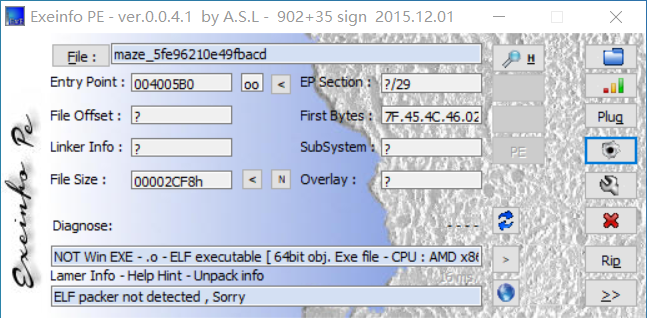 Exeinfo PE - ver.0.0.4.1 by A.S.L - 902+35 sign 2015.12.01
Exeinfo Pe
File : maze_5fe96210e49fbacd H
Entry Point : 004005B0 oo < EP Section : ?/29
File Offset : ? First Bytes : 7F.45.4C.46.02 Plug
Linker Info : ? SubSystem : ? PE
File Size : 00002CF8h < N Overlay : ?
Diagnose: - - - -
NOT Win EXE - .o - ELF executable [ 64bit obj. Exe file - CPU : AMD x86 > Rip
Lamer Info - Help Hint - Unpack info
ELF packer not detected , Sorry >>